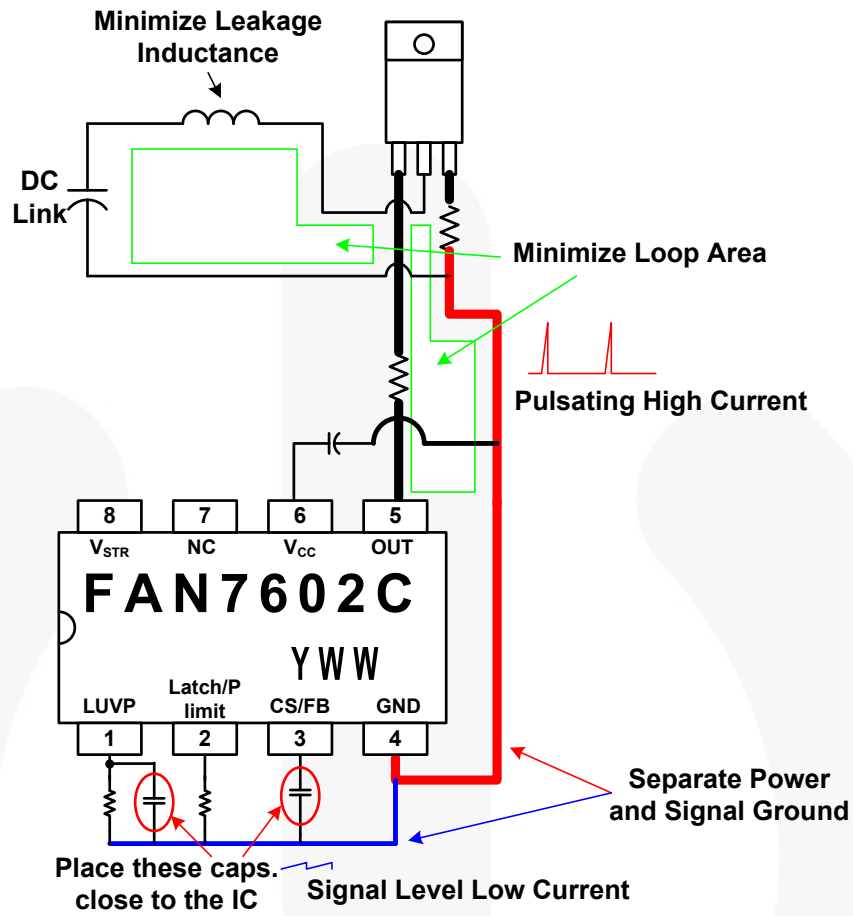 Minimize Leakage
Inductance
DC
Link
Minimize Loop Area
Pulsating High Current
8 7 6 5
VSTR NC VCC OUT
FAN7602C
YWW
LUVP Latch/P
limit CS/FB GND
1 2 3 4
Separate Power
and Signal Ground
Place these caps.
close to the IC
Signal Level Low Current